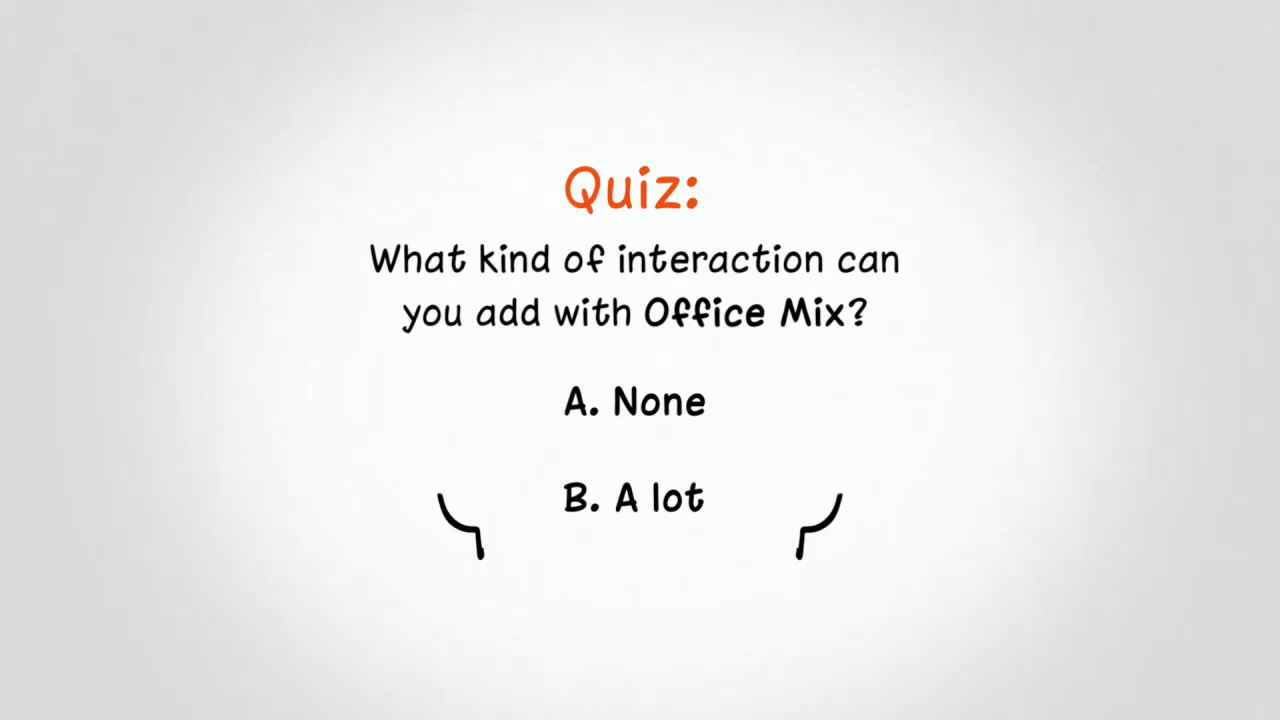 Quiz:
What kind of interaction can
you add with Office Mix?
A. None
B. A lot